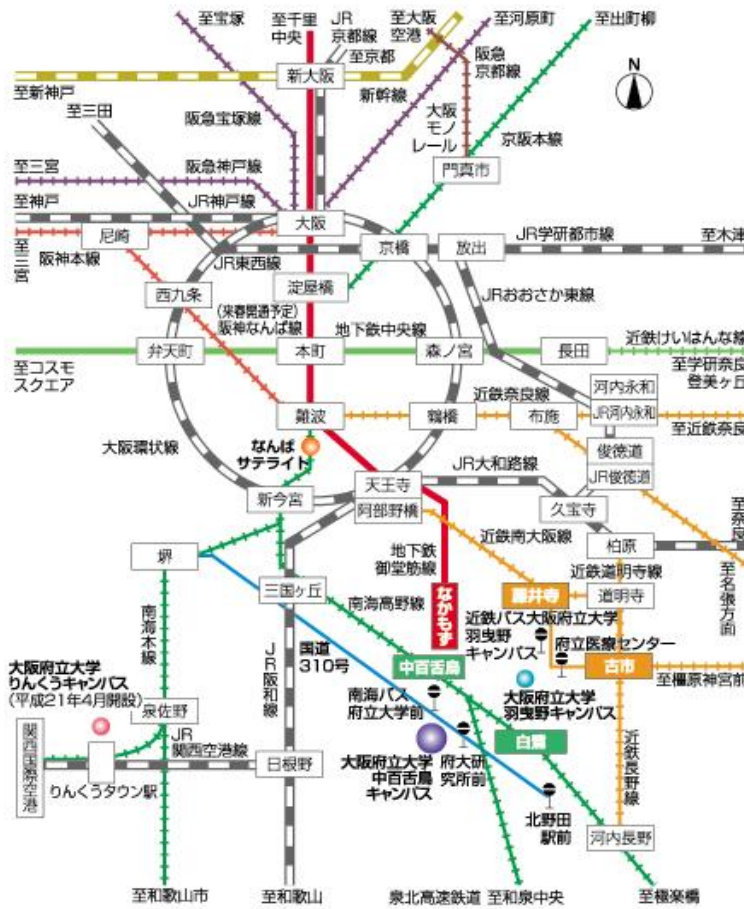 至宝塚
至千里
中央
JR
京都線
至京都
至大阪
空港
至河原町
至出町柳
阪急
京都線
新大阪
至新神戸
新幹線
N
至三田
阪急宝塚線
大阪
モノ
レール
京阪本線
門真市
至三宮
阪急神戸線
至神戸
JR神戸線
大阪
尼崎
京橋
放出
JR学研都市線
至木津
至三宮
阪神本線
JR東西線
淀屋橋
西九条
JRおおさか東線
(来春開通予定)
阪神なんば線
地下鉄中央線
近鉄けいはんな線
弁天町
本町
森ノ宮
長田
至コスモ
スクエア
至学研奈良
登美ヶ丘
近鉄奈良線
河内永和
JR河内永和
難波
鶴橋
布施
至近鉄奈良
大阪環状線
なんば
サテライト
俊徳道
JR俊徳道
JR大和路線
天王寺
阿部野橋
新今宮
久宝寺
至奈良
近鉄南大阪線
柏原
堺
地下鉄
御堂筋線
近鉄道明寺線
至名張方面
三国ヶ丘
南海高野線
なかもず
藤井寺
道明寺
近鉄バス大阪府立大学
羽曳野
キャンパス
府立医療センター
南海本線
JR阪和線
国道
310号
中百舌鳥
古市
大阪府立大学
りんくうキャンパス
(平成21年4月開設)
南海バス
府立大学前
大阪府立大学
羽曳野キャンパス
至橿原神宮前
泉佐野
白鷺
近鉄長野線
JR
関西空港線
関西国際空港
りんくうタウン駅
日根野
大阪府立大学
中百舌鳥
キャンパス
府大研
究所前
北野田
駅前
河内長野
至和歌山市
至和歌山
泉北高速鉄道
至和泉中央
至極楽橋